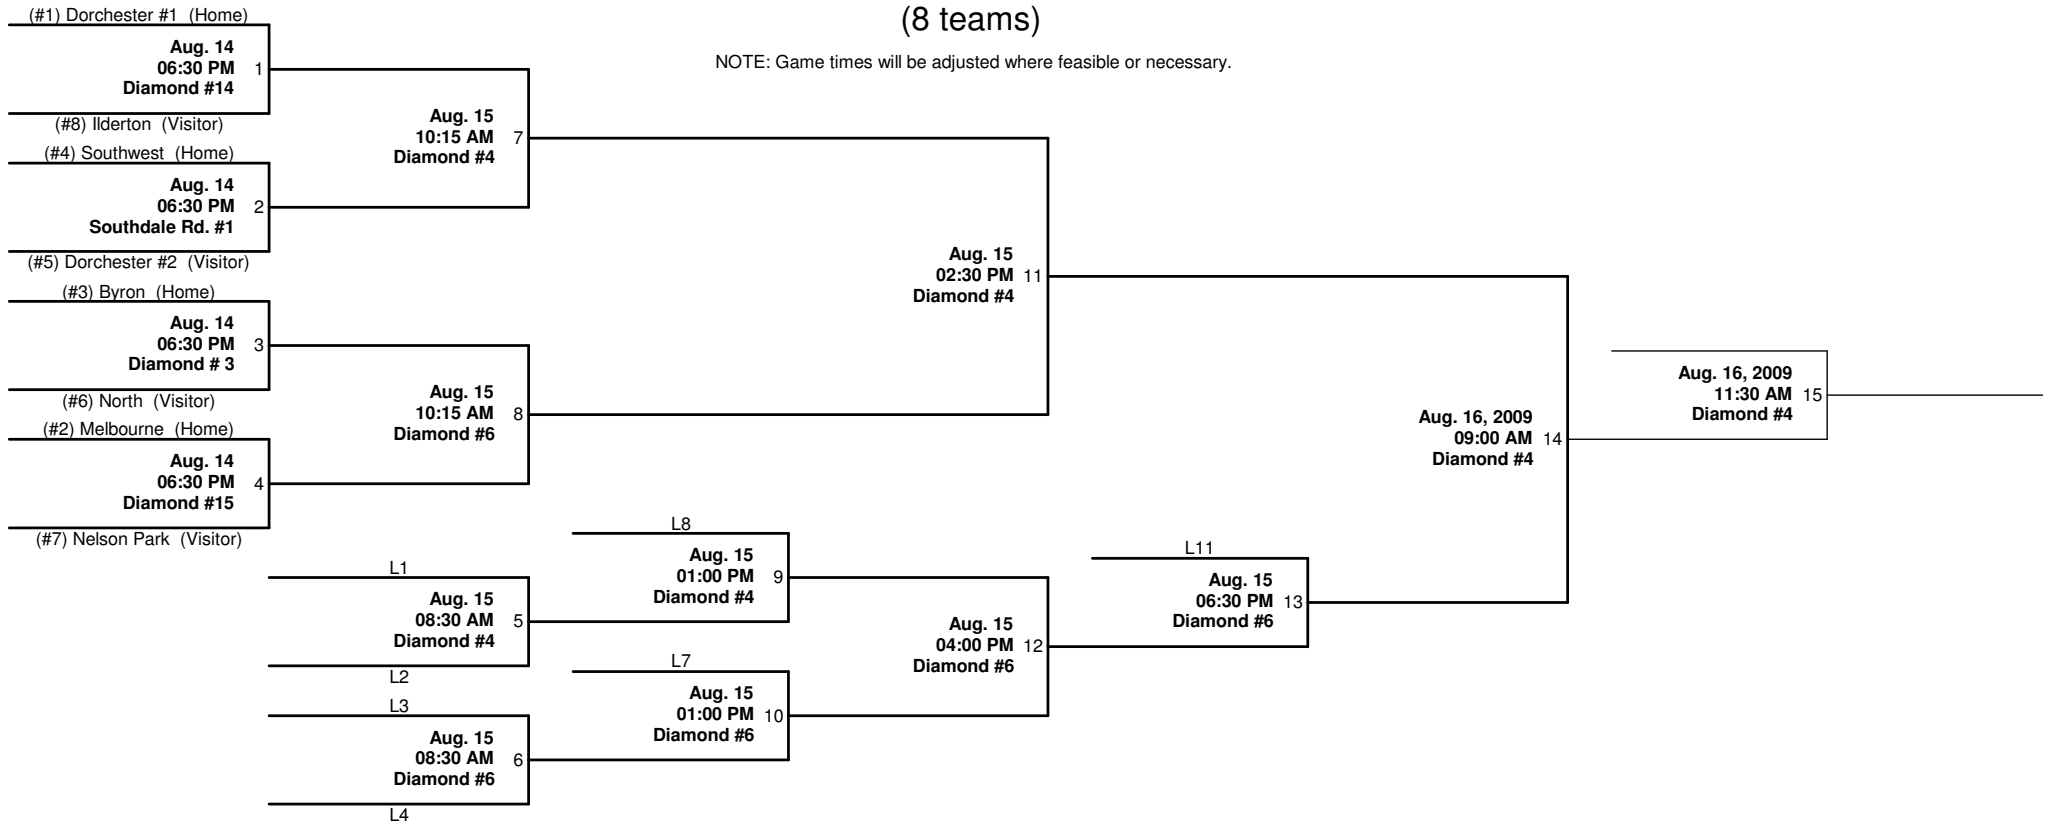 (8 teams)
NOTE: Game times will be adjusted where feasible or necessary.
(#1) Dorchester #1 (Home)
Aug. 14
06:30 PM 1
Diamond #14
(#8) Ilderton (Visitor)
(#4) Southwest (Home)
Aug. 14
06:30 PM 2
Southdale Rd. #1
(#5) Dorchester #2 (Visitor)
(#3) Byron (Home)
Aug. 14
06:30 PM 3
Diamond # 3
(#6) North (Visitor)
(#2) Melbourne (Home)
Aug. 14
06:30 PM 4
Diamond #15
(#7) Nelson Park (Visitor)
Aug. 15
10:15 AM 7
Diamond #4
Aug. 15
10:15 AM 8
Diamond #6
L1
Aug. 15
08:30 AM 5
Diamond #4
L2
L3
Aug. 15
08:30 AM 6
Diamond #6
L4
L8
Aug. 15
01:00 PM 9
Diamond #4
L7
Aug. 15
01:00 PM 10
Diamond #6
Aug. 15
02:30 PM 11
Diamond #4
Aug. 15
04:00 PM 12
Diamond #6
L11
Aug. 15
06:30 PM 13
Diamond #6
Aug. 16, 2009
09:00 AM 14
Diamond #4
Aug. 16, 2009
11:30 AM 15
Diamond #4